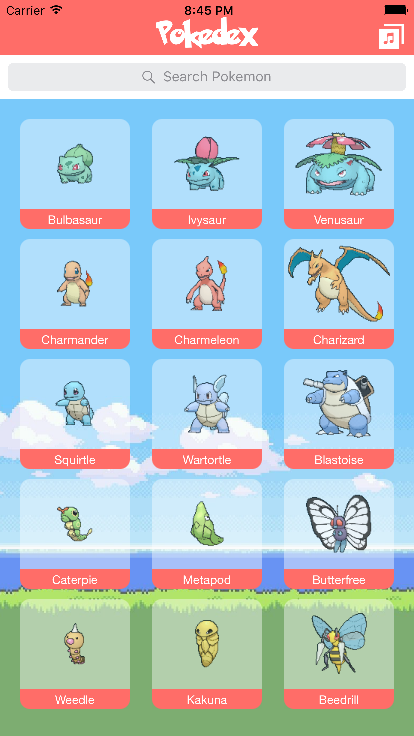 Carrier 8:45 PM
Pokedex
Search Pokemon
Bulbasaur Ivysaur Venusaur
Charmander Charmeleon Charizard
Squirtle Wartortle Blastoise
Caterpie Metapod Butterfree
Weedle Kakuna Beedrill